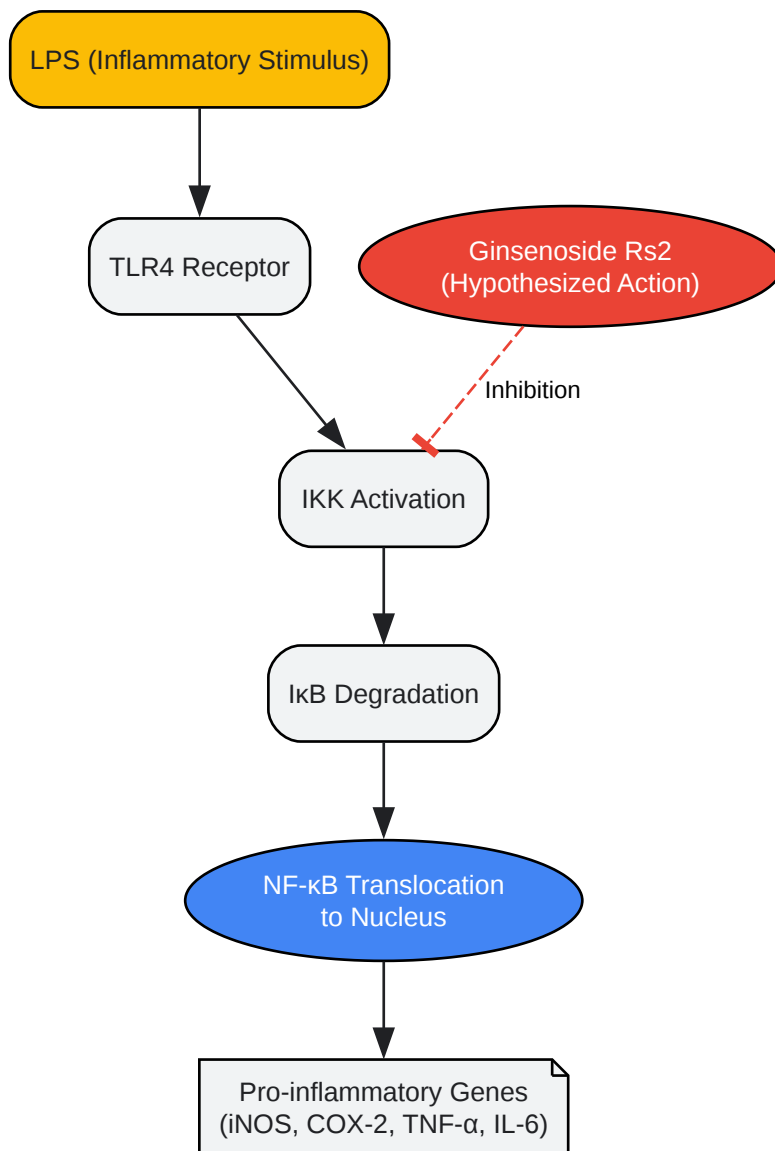 LPS (Inflammatory Stimulus)
TLR4 Receptor
Ginsenoside Rs2
(Hypothesized Action)
Inhibition
IKK Activation
IκB Degradation
NF-κB Translocation
to Nucleus
Pro-inflammatory Genes
(iNOS, COX-2, TNF-α, IL-6)